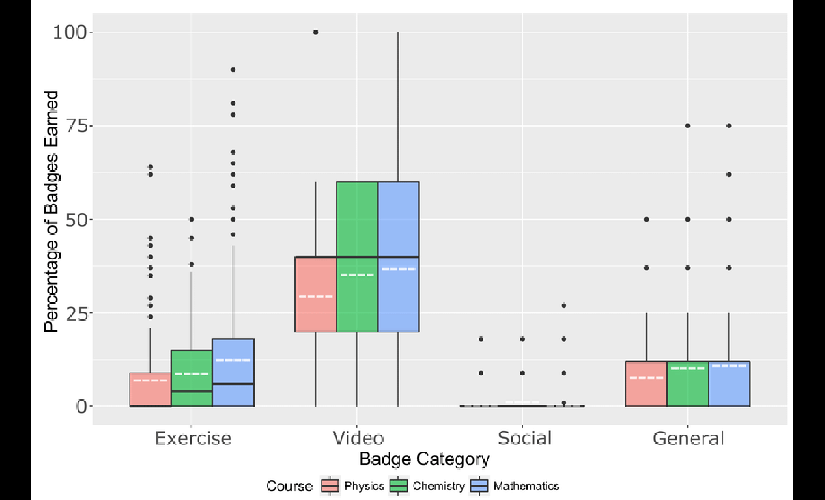 Percentage of Badges Earned
100
75
50
25
0
Exercise Video Social General
Badge Category
Course Physics Chemistry Mathematics